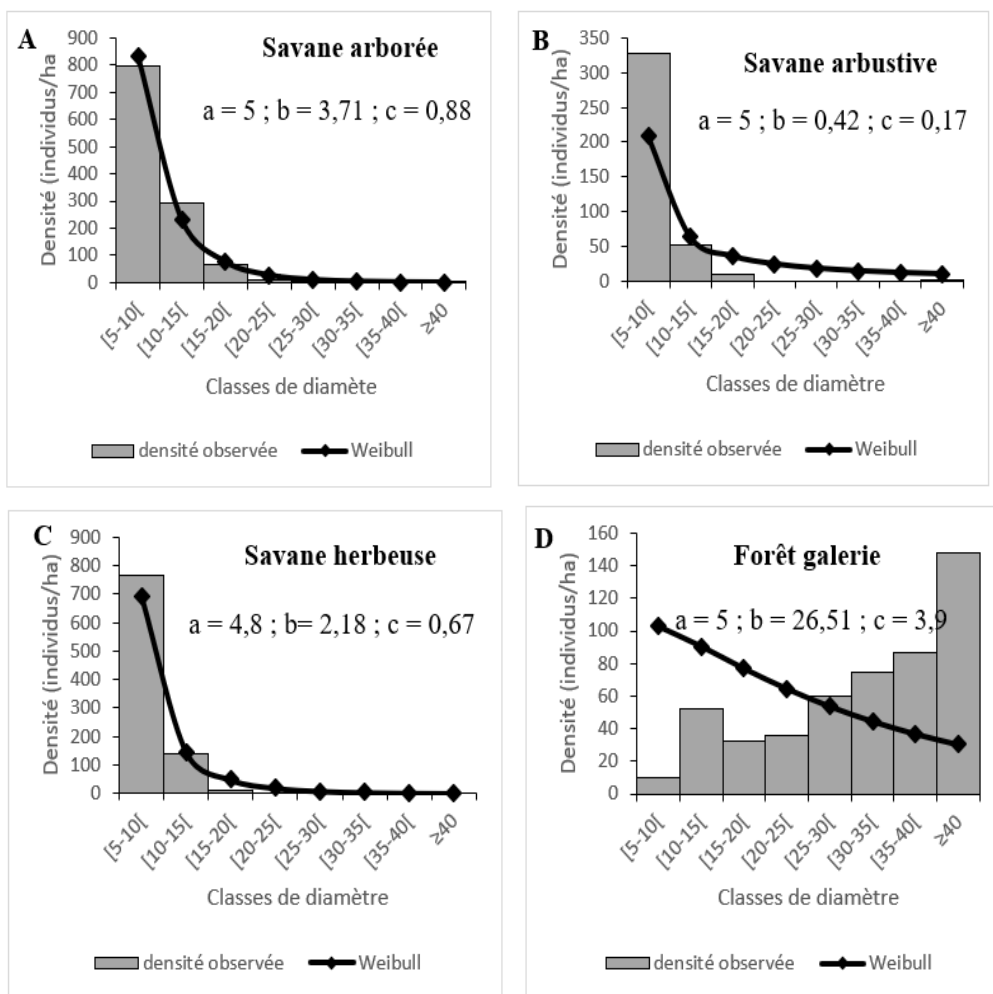 A
Savane arborée
a = 5 ; b = 3,71 ; c = 0,88
Densité (individus/ha)
900
800
700
600
500
400
300
200
100
0
[5-10[
[10-15[
[15-20[
[20-25[
[25-30[
[30-35[
[35-40[
≥40
Classes de diamète
densité observée
Weibull
B
Savane arbustive
a = 5 ; b = 0,42 ; c = 0,17
Densité (individus/ha)
350
300
250
200
150
100
50
0
[5-10[
[10-15[
[15-20[
[20-25[
[25-30[
[30-35[
[35-40[
≥40
Classes de diamètre
densité observée
Weibull
C
Savane herbeuse
a = 4,8 ; b= 2,18 ; c = 0,67
Densité (individus/ha)
900
800
700
600
500
400
300
200
100
0
[5-10[
[10-15[
[15-20[
[20-25[
[25-30[
[30-35[
[35-40[
≥40
Classes de diamètre
densité observée
Weibull
D
Forêt galerie
a = 5 ; b = 26,51 ; c = 3,9
Densité (individus/ha)
160
140
120
100
80
60
40
20
0
[5-10[
[10-15[
[15-20[
[20-25[
[25-30[
[30-35[
[35-40[
≥40
Classes de diamètre
densité observée
Weibull